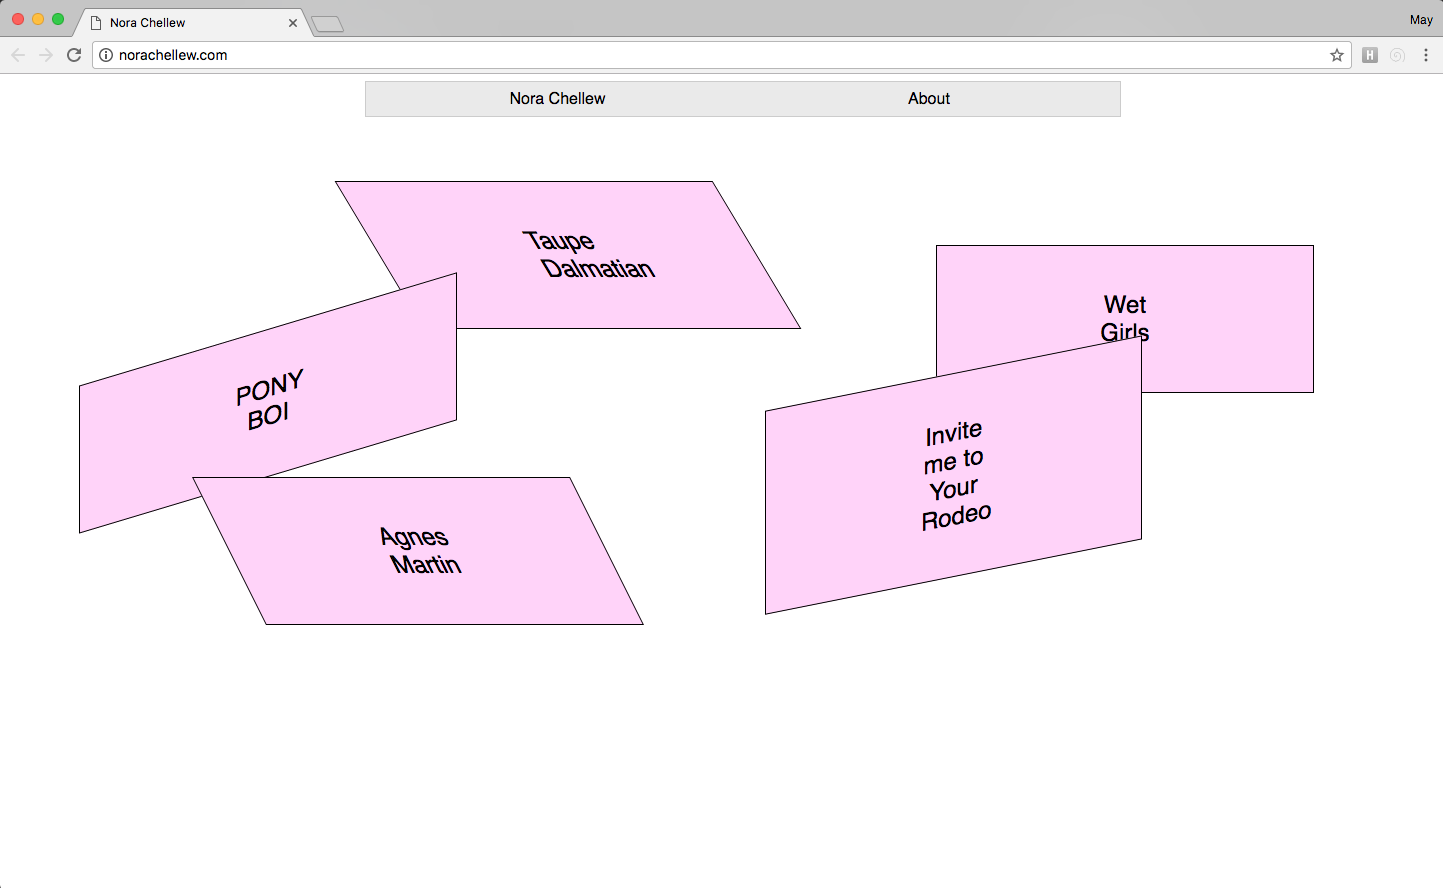 Nora Chellew
May
norachellew.com
H
Nora Chellew
About
Taupe
Dalmatian
Wet
Girls
PONY
BOI
Invite
me to
Your
Rodeo
Agnes
Martin